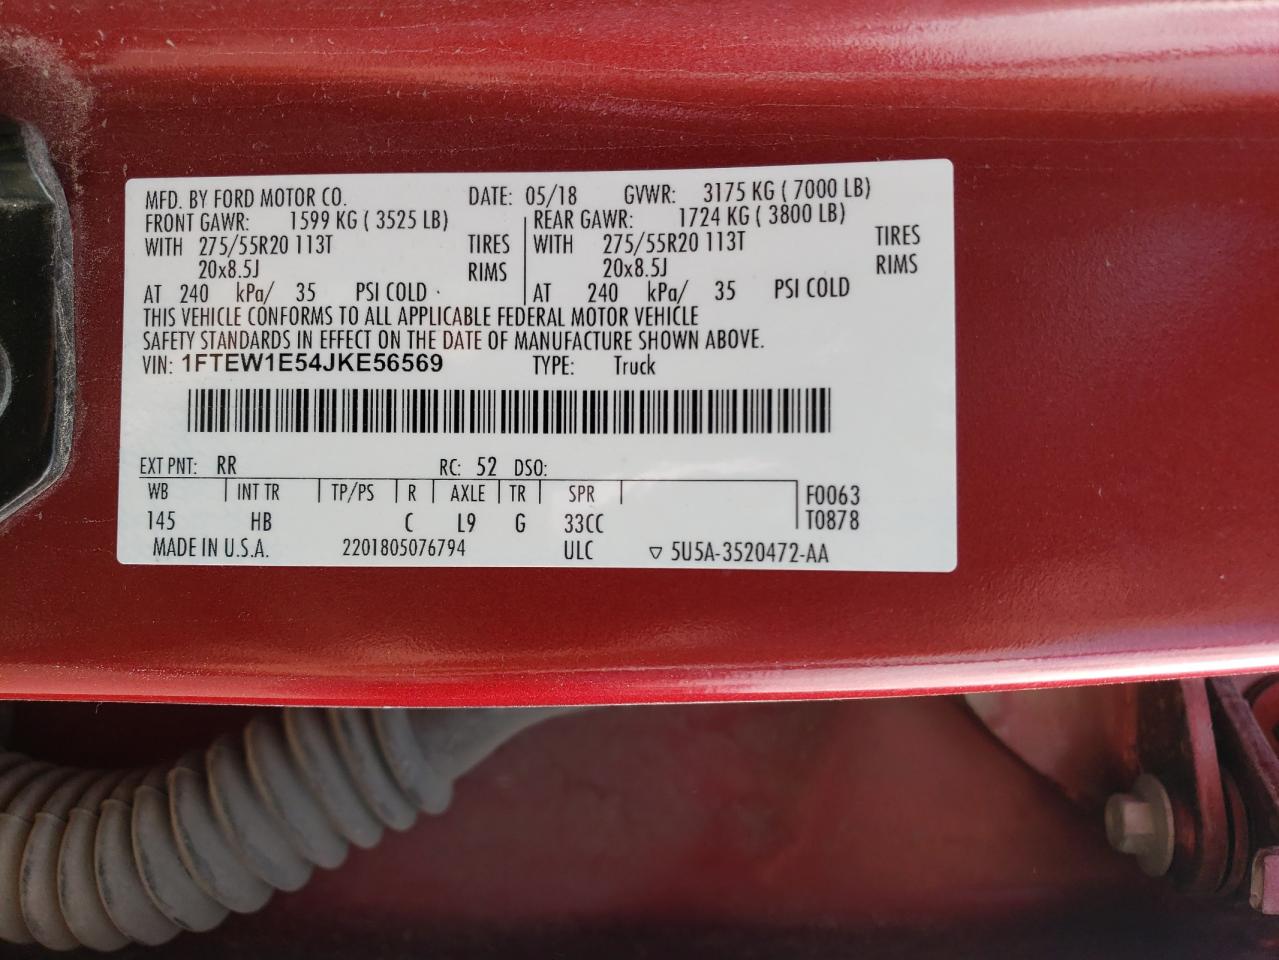 MFD. BY FORD MOTOR CO. DATE: 05/18 GVWR: 3175 KG ( 7000 LB)
FRONT GAWR: 1599 KG ( 3525 LB) REAR GAWR: 1724 KG ( 3800 LB)
WITH 275/55R20 113T TIRES WITH 275/55R20 113T TIRES
20x8.5J RIMS 20x8.5J RIMS
AT 240 kPa/ 35 PSI COLD AT 240 kPa/ 35 PSI COLD
THIS VEHICLE CONFORMS TO ALL APPLICABLE FEDERAL MOTOR VEHICLE
SAFETY STANDARDS IN EFFECT ON THE DATE OF MANUFACTURE SHOWN ABOVE.
VIN: 1FTEW1E54JKE56569 TYPE: Truck
EXT PNT: RR RC: 52 DSO:
WB INT TR TP/PS R AXLE TR SPR F0063
145 HB C L9 G 33CC T0878
MADE IN U.S.A. 2201805076794 ULC ▽ 5U5A-3520472-AA